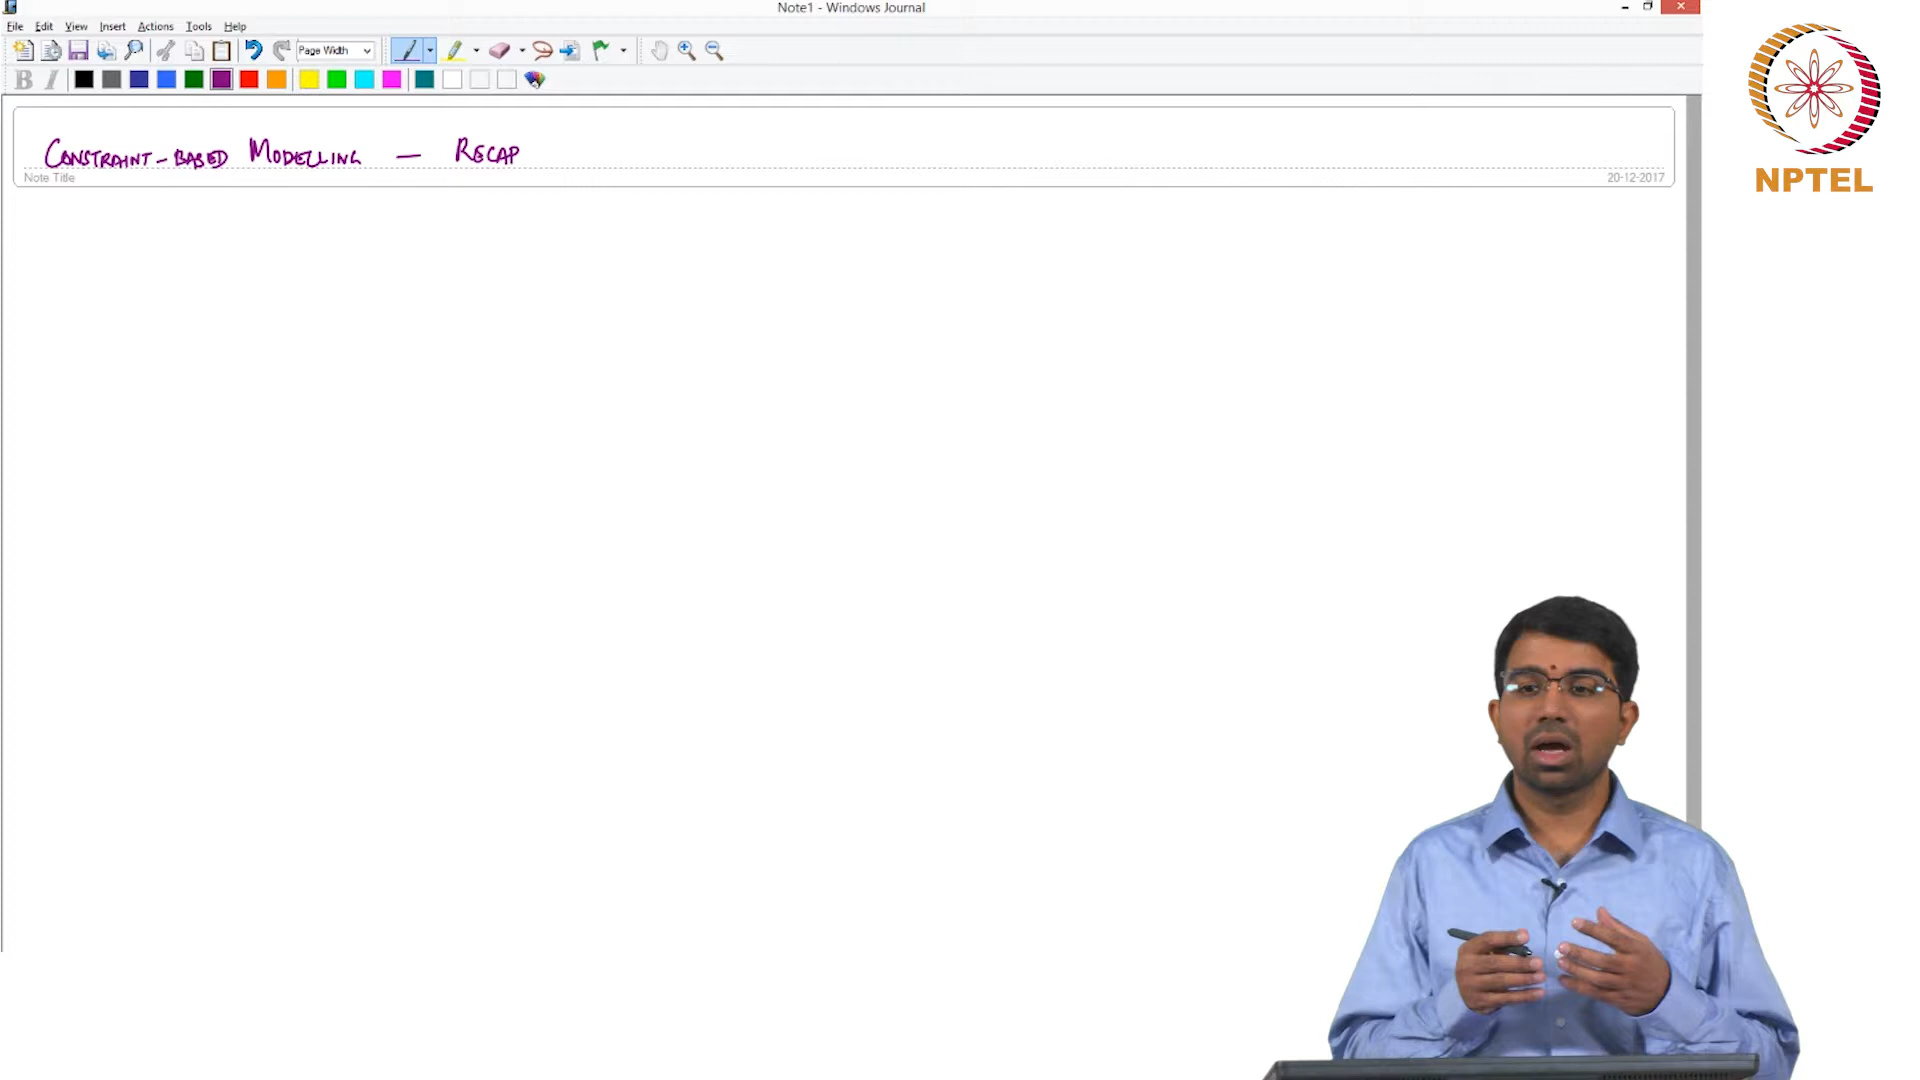 Note1 - Windows Journal
File Edit View Insert Actions Tools Help
Page Width
B I
CONSTRAINT-BASED MODELLING — RECAP
Note Title
20-12-2017
NPTEL